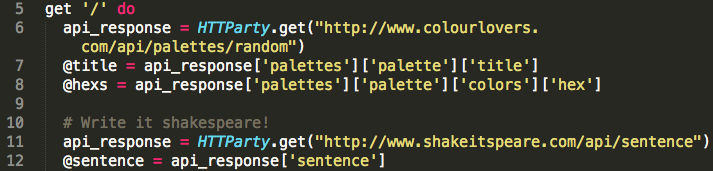 5 get '/' do
6 api_response = HTTParty.get("http://www.colourlovers.
com/api/palettes/random")
7 @title = api_response['palettes']['palette']['title']
8 @hexs = api_response['palettes']['palette']['colors']['hex']
9
10 # Write it shakespeare!
11 api_response = HTTParty.get("http://www.shakeitspeare.com/api/sentence")
12 @sentence = api_response['sentence']